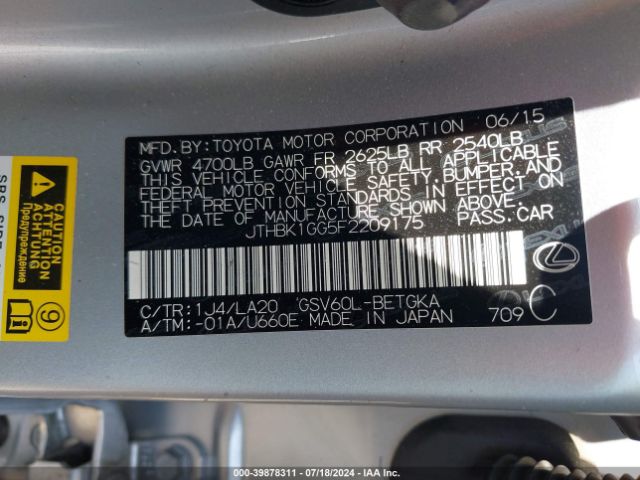 MFD. BY: TOYOTA MOTOR CORPORATION 06/15
GVWR 4700LB GAWR FR 2625LB RR 2540LB
THIS VEHICLE CONFORMS TO ALL APPLICABLE
FEDERAL MOTOR VEHICLE SAFETY, BUMPER, AND
THEFT PREVENTION STANDARDS IN EFFECT ON
THE DATE OF MANUFACTURE SHOWN ABOVE.
JTHBK1GG5F2209175 PASS. CAR
C/TR: 1J4/LA20 GSV60L-BETGKA
A/TM: -01A/U660E MADE IN JAPAN 709 C
CAUTION
Предупреждение
9
000-39878311 - 07/18/2024 - IAA Inc.